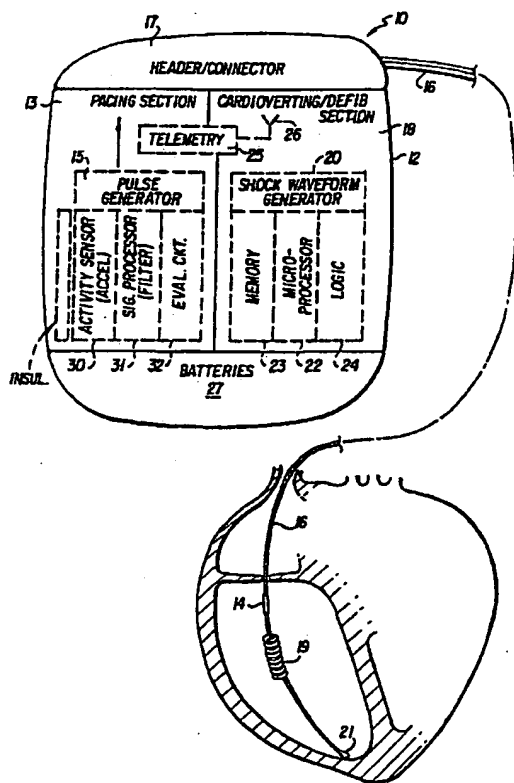 17
10
HEADER/CONNECTOR
16
13
PACING SECTION
CARDIOVERTING/DEFIB SECTION
26
18
12
TELEMETRY
25
15
20
PULSE GENERATOR
SHOCK WAVEFORM GENERATOR
ACTIVITY SENSOR (ACCEL)
SIG. PROCESSOR (FILTER)
EVAL. CKT.
MEMORY
MICRO-PROCESSOR
LOGIC
INSUL.
30
31
32
BATTERIES
23
22
24
27
16
14
19
21